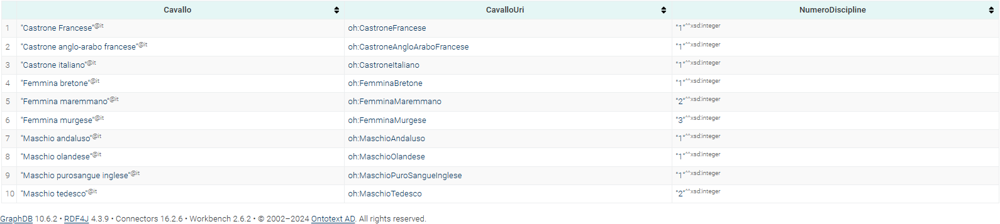 Cavallo CavalloUri NumeroDiscipline
1 "Castrone Francese"@it oh:CastroneFrancese "1"^^xsd:integer
2 "Castrone anglo-arabo francese"@it oh:CastroneAngloAraboFrancese "1"^^xsd:integer
3 "Castrone italiano"@it oh:CastroneItaliano "1"^^xsd:integer
4 "Femmina bretone"@it oh:FemminaBretone "1"^^xsd:integer
5 "Femmina maremmano"@it oh:FemminaMaremmano "2"^^xsd:integer
6 "Femmina murgese"@it oh:FemminaMurgese "3"^^xsd:integer
7 "Maschio andaluso"@it oh:MaschioAndaluso "1"^^xsd:integer
8 "Maschio olandese"@it oh:MaschioOlandese "1"^^xsd:integer
9 "Maschio purosangue inglese"@it oh:MaschioPuroSangueInglese "1"^^xsd:integer
10 "Maschio tedesco"@it oh:MaschioTedesco "2"^^xsd:integer
GraphDB 10.6.2 • RDF4J 4.3.9 • Connectors 16.2.6 • Workbench 2.6.2 • © 2002–2024 Ontotext AD. All rights reserved.